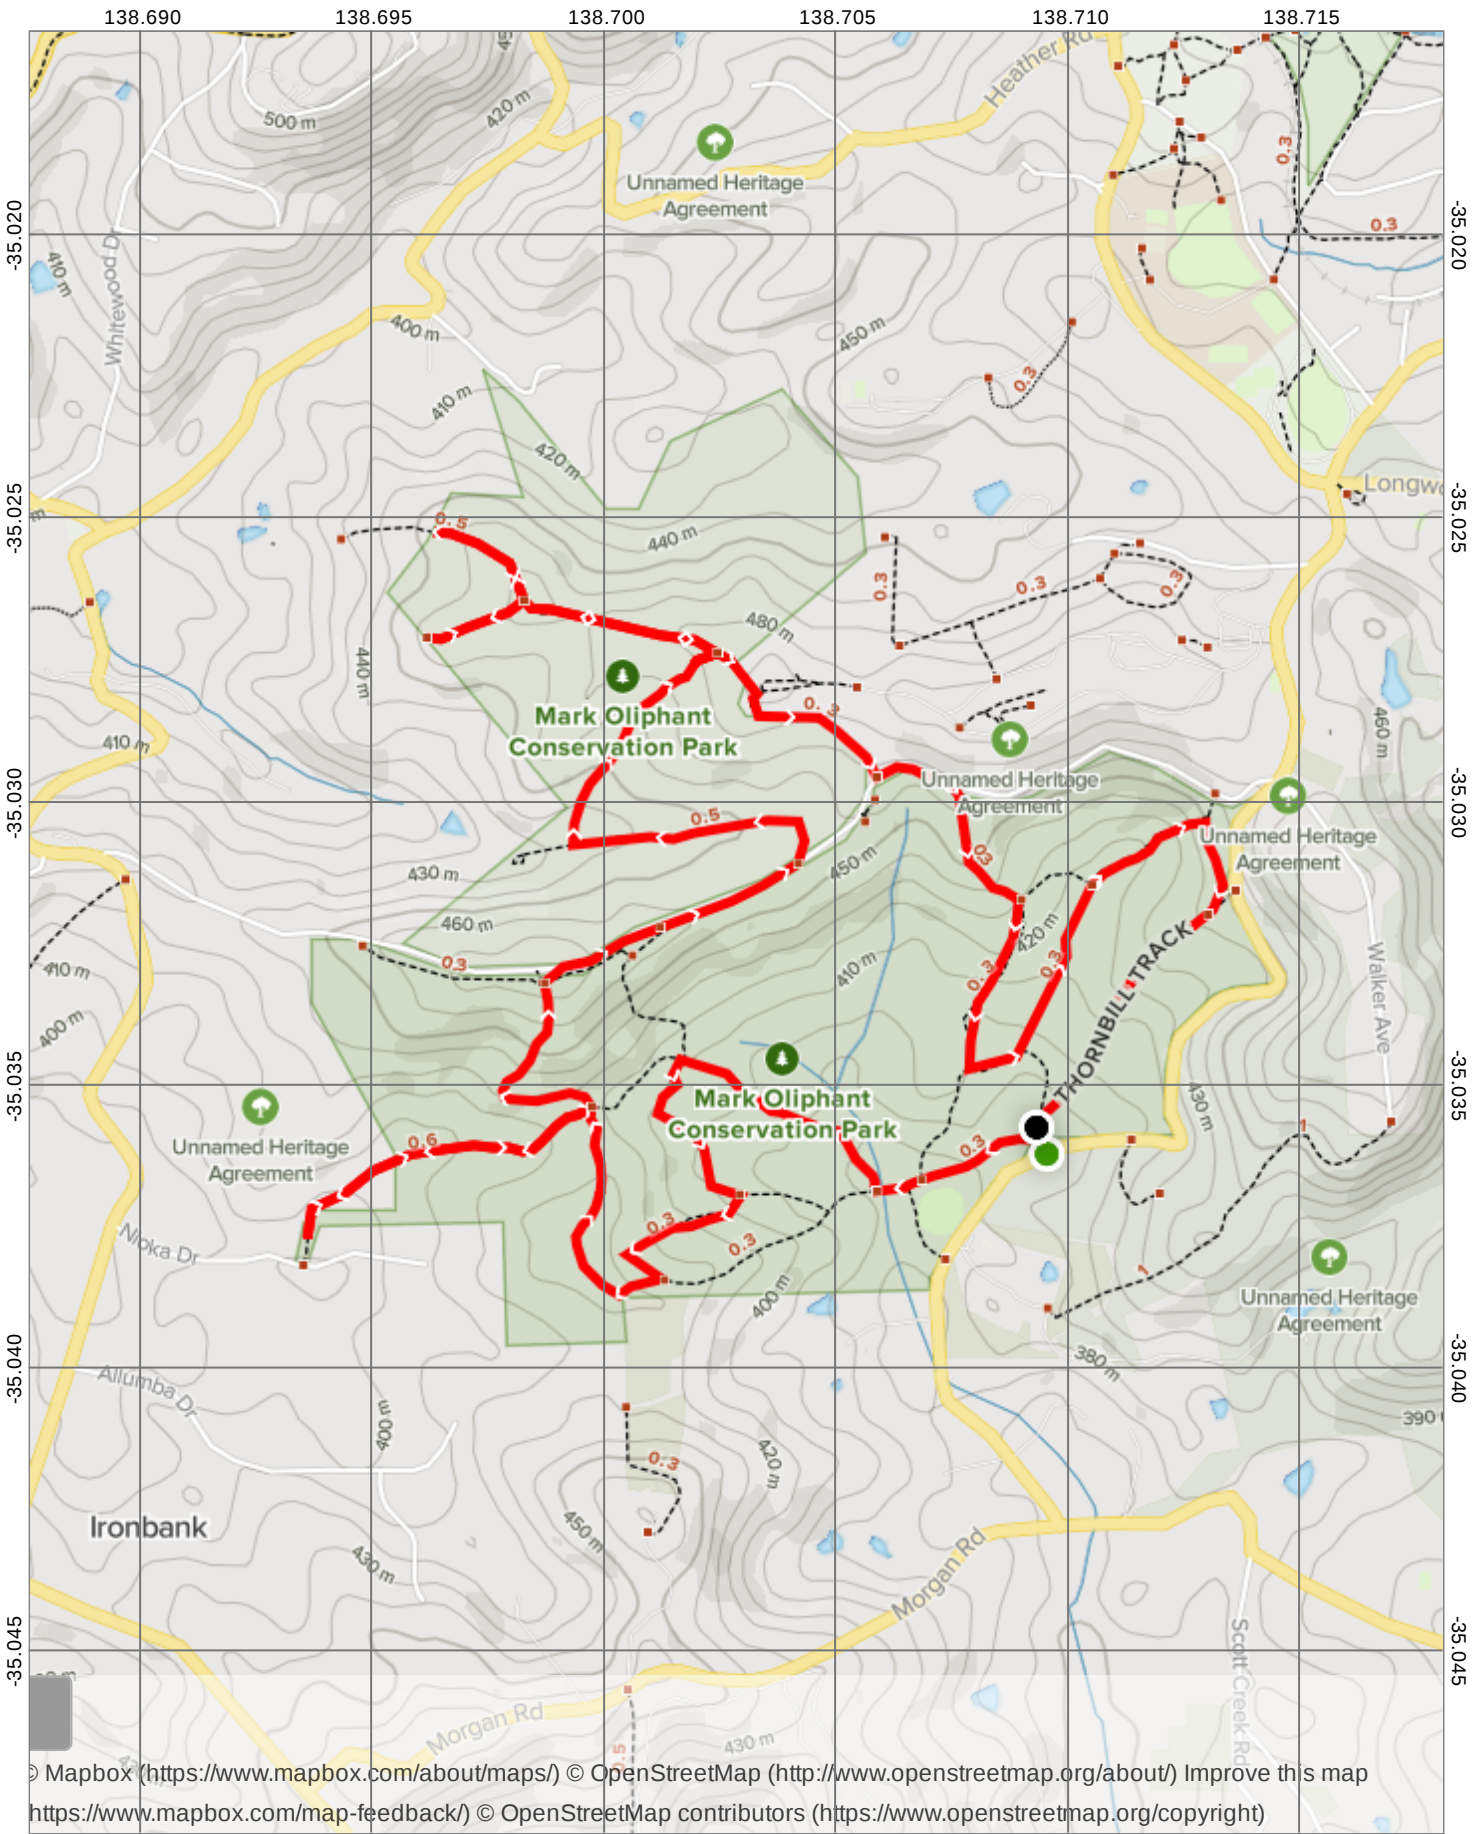 138.690 138.695 138.700 138.705 138.710 138.715
Heather Rd
420 m
500 m
Unnamed Heritage
Agreement
0.3
0.3
-35.020
-35.020
410 m
Whitewood Dr
400 m
450 m
0.3
410 m
420 m
Longwo
-35.025
-35.025
0.5
440 m
0.3
0.3
0.3
480 m
440 m
Mark Oliphant
Conservation Park
0.3
460 m
410 m
Unnamed Heritage
Agreement
-35.030
-35.030
0.5
Unnamed Heritage
Agreement
03
450 m
430 m
460 m
420 m
0.3
410 m
410 m
0.3
0.3
THORNBILL TRACK
Walker Ave
400 m
-35.035
-35.035
Mark Oliphant
Conservation Park
430 m
Unnamed Heritage
Agreement
0.6
0.3
1
0.3
0.3
Nioka Dr
1
400 m
Unnamed Heritage
Agreement
-35.040
-35.040
380 m
Allumba Dr
390
400 m
420 m
0.3
Ironbank
450 m
430 m
Morgan Rd
-35.045
-35.045
Scott Creek Rd
Morgan Rd
430 m
0.5
© Mapbox (https://www.mapbox.com/about/maps/) © OpenStreetMap (http://www.openstreetmap.org/about/) Improve this map
https://www.mapbox.com/map-feedback/) © OpenStreetMap contributors (https://www.openstreetmap.org/copyright)